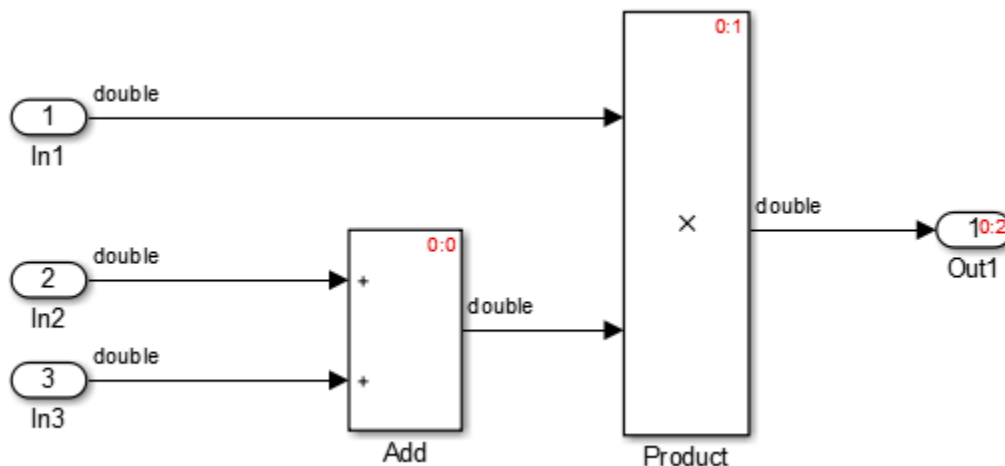 0:1
double
1
In1
×
double
1
0:2
Out1
0:0
double
2
In2
+
double
double
3
In3
+
Add
Product